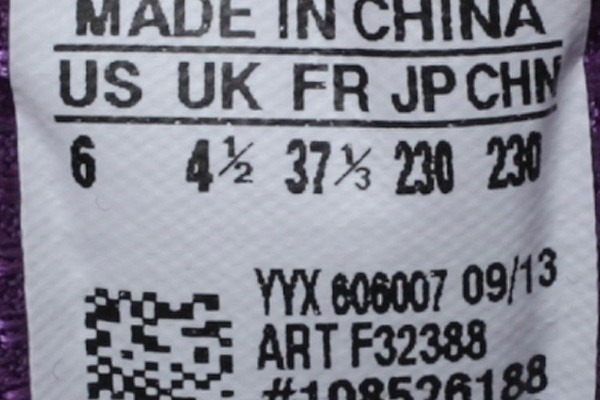 MADE IN CHINA
US UK FR JP CHN
6 4½ 37⅓ 230 230
YYX 606007 09/13
ART F32388
#108526188